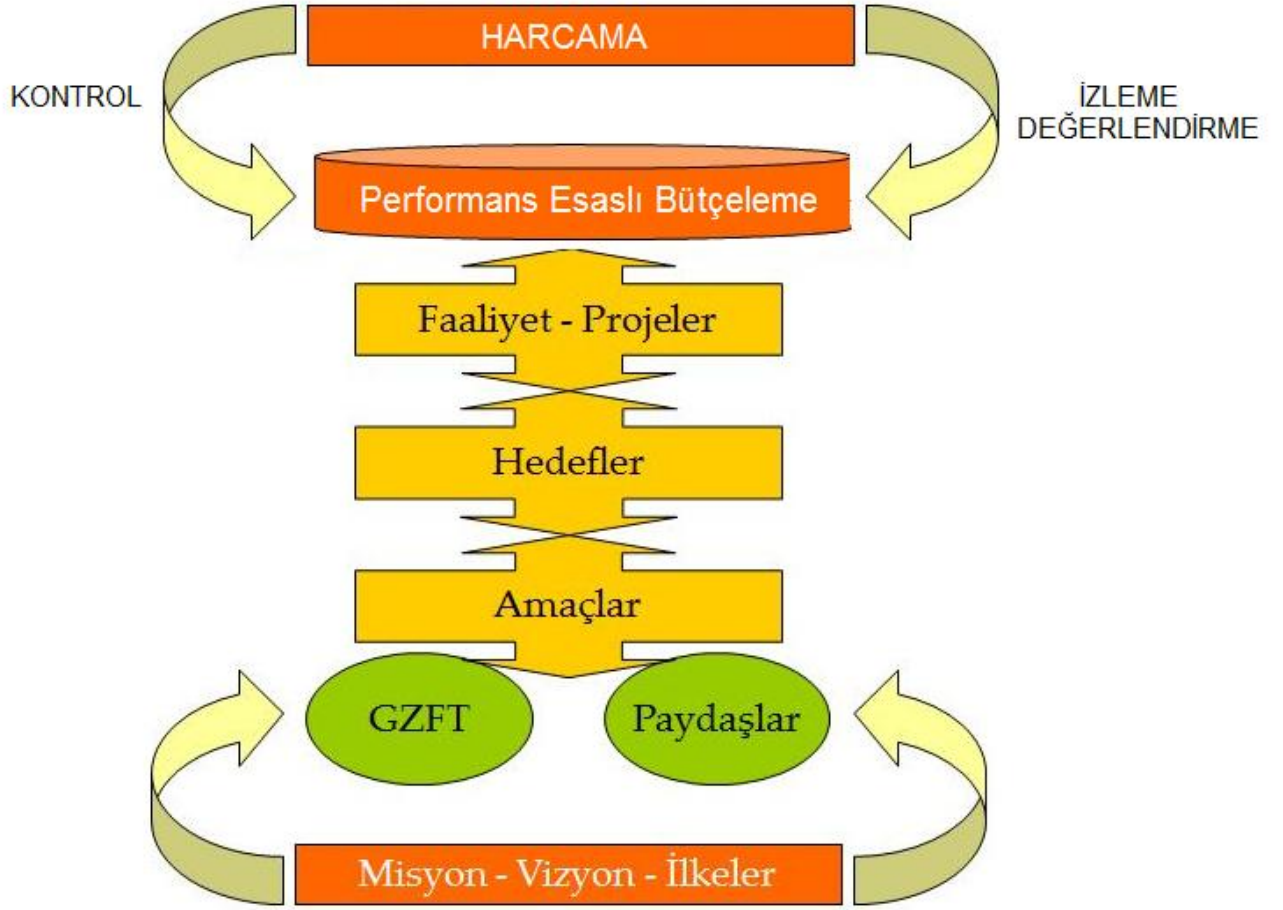 HARCAMA
KONTROL
İZLEME
DEĞERLENDİRME
Performans Esaslı Bütçeleme
Faaliyet - Projeler
Hedefler
Amaçlar
GZFT
Paydaşlar
Misyon - Vizyon - İlkeler